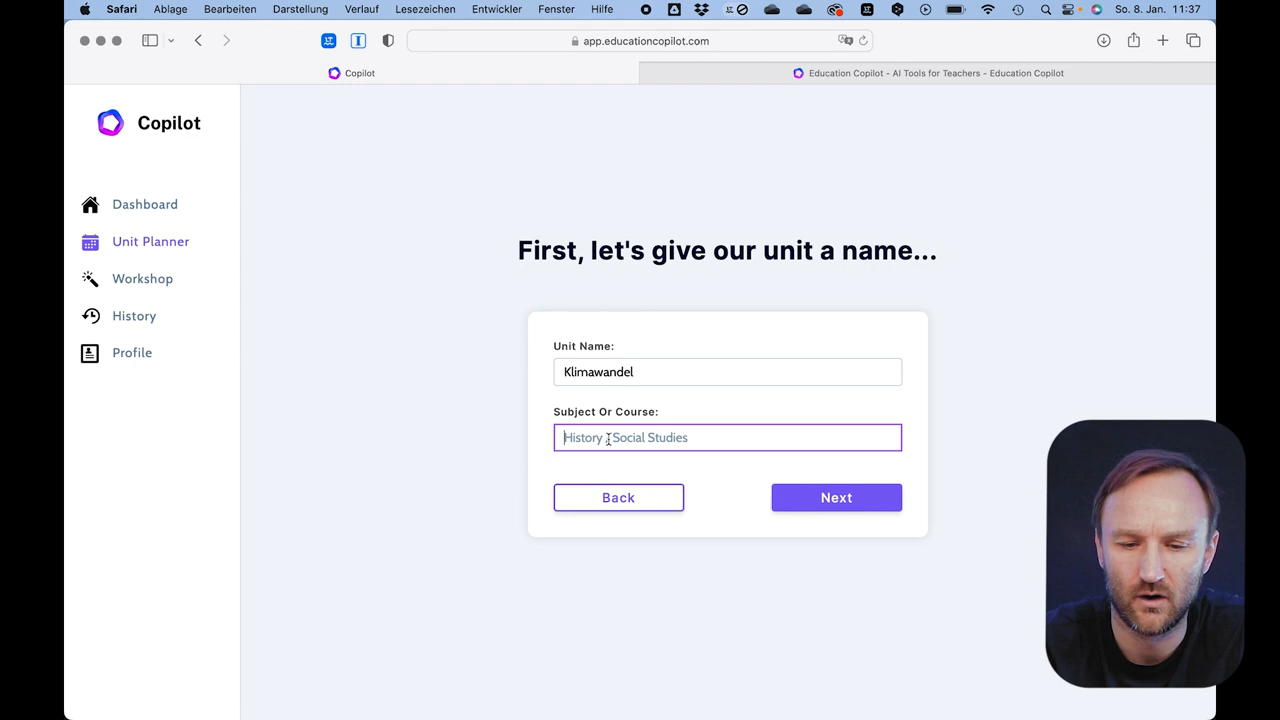 Safari Ablage Bearbeiten Darstellung Verlauf Lesezeichen Entwickler Fenster Hilfe So. 8. Jan. 11:37
app.educationcopilot.com
Copilot Education Copilot - AI Tools for Teachers - Education Copilot
Copilot
Dashboard
Unit Planner
Workshop
History
Profile
First, let's give our unit a name...
Unit Name:
Klimawandel
Subject Or Course:
History / Social Studies
Back Next